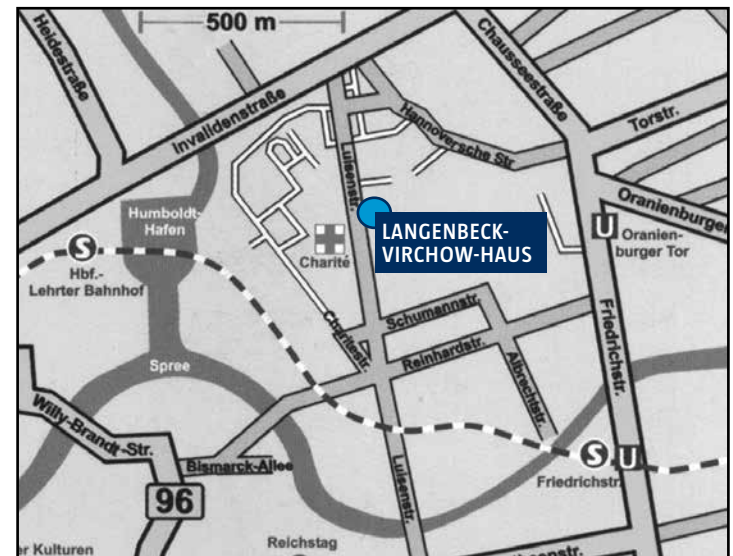 500 m
Heidestraße
Invalidenstraße
Chausseestraße
Torstr.
Hannoversche Str
Luisenstr.
Oranienburger
U
Oranien-
burger Tor
Humboldt-
Hafen
S
Hbf.-
Lehrter Bahnhof
Charité
LANGENBECK-
VIRCHOW-HAUS
Charitéstr.
Schumannstr.
Reinhardstr.
Albrechtstr.
Friedrichstr.
Spree
Willy-Brandt-Str.
Bismarck-Allee
Luisenstr.
S
U
Friedrichstr.
96
er Kulturen
Reichstag